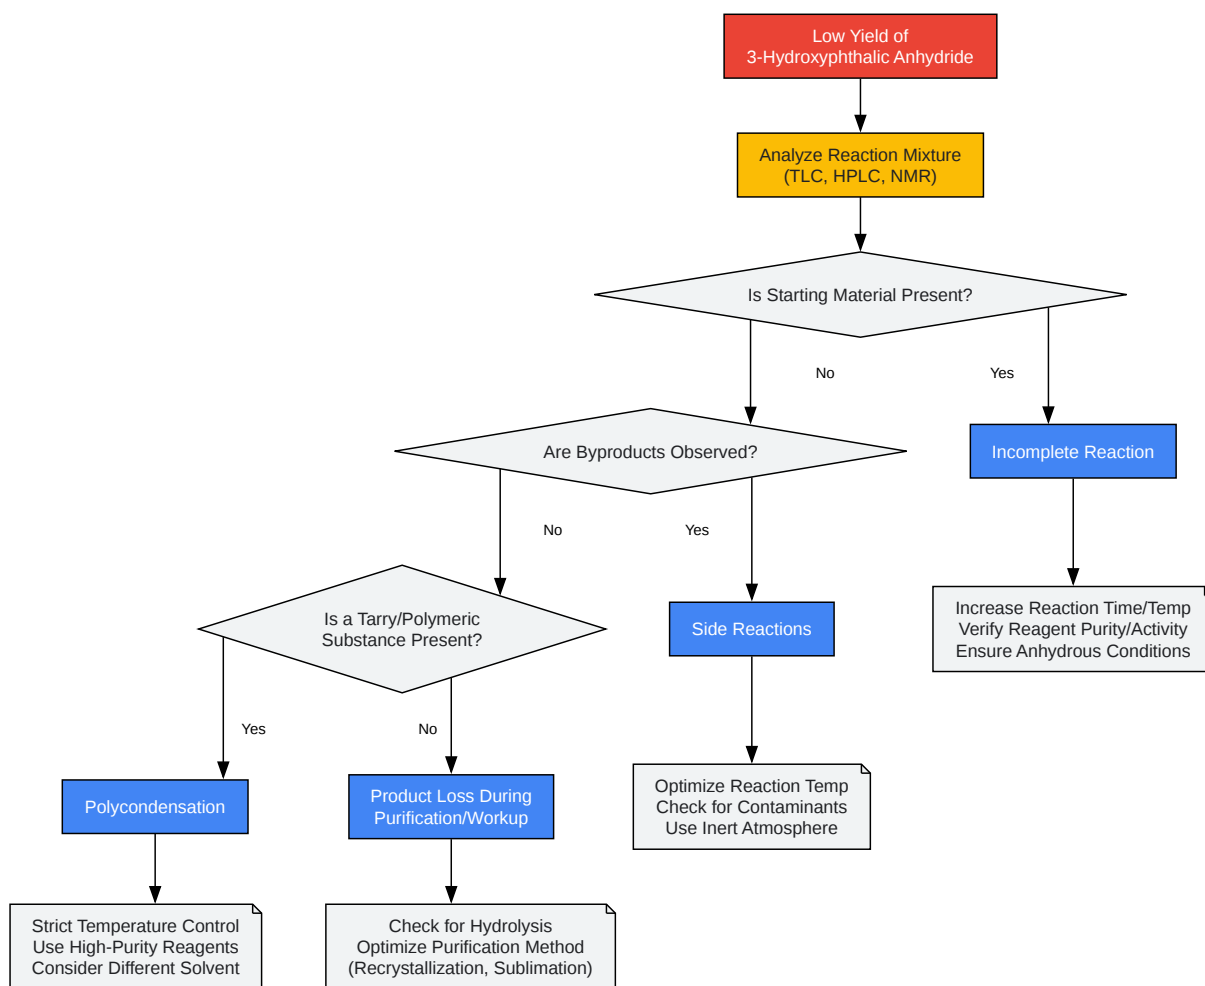 Low Yield of
3-Hydroxyphthalic Anhydride
Analyze Reaction Mixture
(TLC, HPLC, NMR)
Is Starting Material Present?
No
Yes
Are Byproducts Observed?
Incomplete Reaction
No
Yes
Is a Tarry/Polymeric
Substance Present?
Side Reactions
Increase Reaction Time/Temp
Verify Reagent Purity/Activity
Ensure Anhydrous Conditions
Yes
No
Polycondensation
Product Loss During
Purification/Workup
Optimize Reaction Temp
Check for Contaminants
Use Inert Atmosphere
Strict Temperature Control
Use High-Purity Reagents
Consider Different Solvent
Check for Hydrolysis
Optimize Purification Method
(Recrystallization, Sublimation)